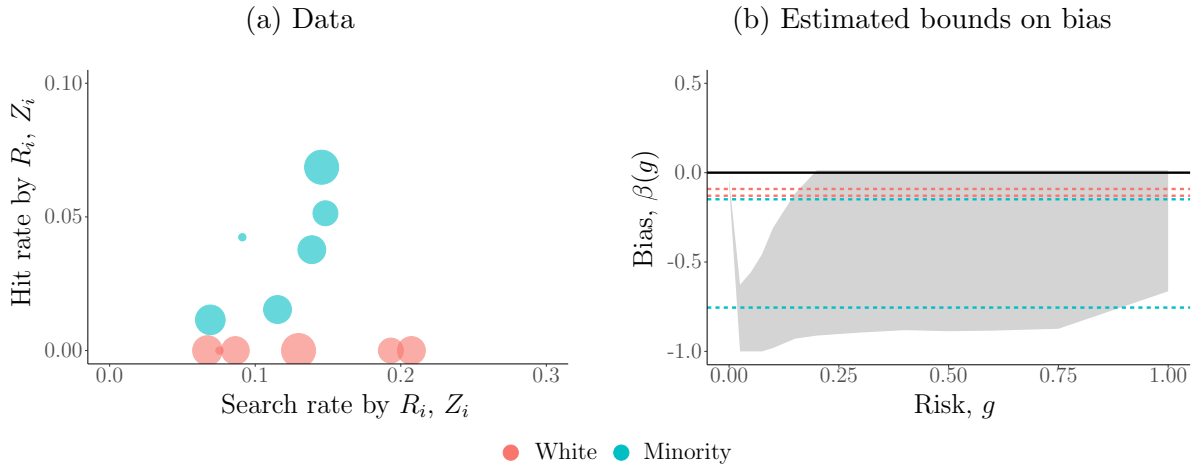 (a) Data
(b) Estimated bounds on bias
Hit rate by R_i, Z_i
0.10
0.05
0.00
0.0
0.1
0.2
0.3
Search rate by R_i, Z_i
Bias, β(g)
0.5
0.0
-0.5
-1.0
0.00
0.25
0.50
0.75
1.00
Risk, g
White
Minority